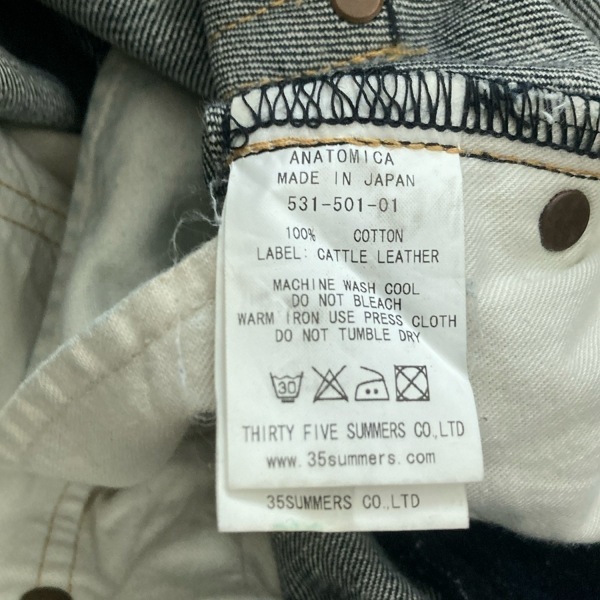 ANATOMICA
MADE IN JAPAN
531-501-01
100% COTTON
LABEL: CATTLE LEATHER
MACHINE WASH COOL
DO NOT BLEACH
WARM IRON USE PRESS CLOTH
DO NOT TUMBLE DRY
30
THIRTY FIVE SUMMERS CO,LTD
www.35summers.com
35SUMMERS CO,LTD